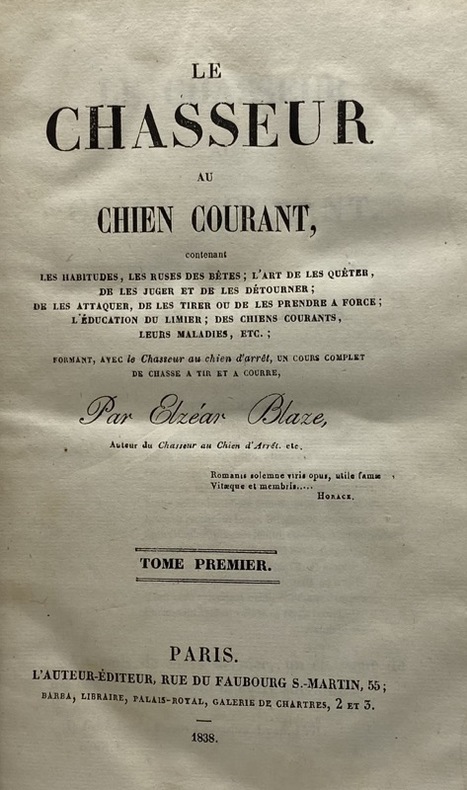 LE
CHASSEUR
AU
CHIEN COURANT,
contenant
LES HABITUDES, LES RUSES DES BÊTES; L'ART DE LES QUÊTER,
DE LES JUGER ET DE LES DÉTOURNER;
DE LES ATTAQUER, DE LES TIRER OU DE LES PRENDRE A FORCE;
L'ÉDUCATION DU LIMIER; DES CHIENS COURANTS,
LEURS MALADIES, ETC.;
FORMANT, AVEC le Chasseur au chien d'arrêt, UN COURS COMPLET
DE CHASSE A TIR ET A COURRE,
Par Elzéar Blaze,
Auteur du Chasseur au Chien d'Arrêt. etc.
Romanis solemne viris opus, utile famæ
Vitæque et membris.....
HORACE.
TOME PREMIER.
PARIS.
L'AUTEUR-ÉDITEUR, RUE DU FAUBOURG S.-MARTIN, 55;
BARBA, LIBRAIRE, PALAIS-ROYAL, GALERIE DE CHARTRES, 2 ET 3.
1838.